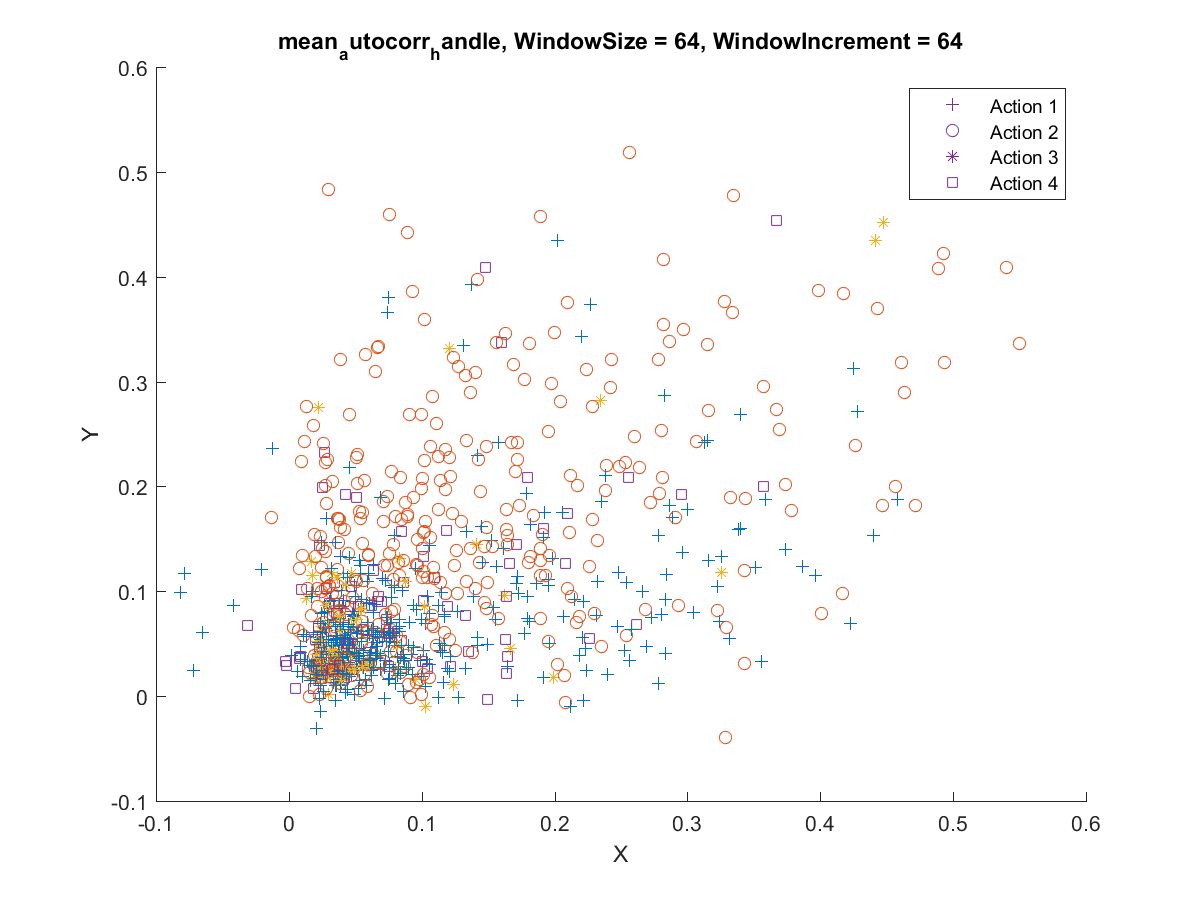 mean_autocorr_handle, WindowSize = 64, WindowIncrement = 64
0.6
Action 1
Action 2
Action 3
Action 4
0.5
0.4
0.3
Y
0.2
0.1
0
-0.1
-0.1 0 0.1 0.2 0.3 0.4 0.5 0.6
X